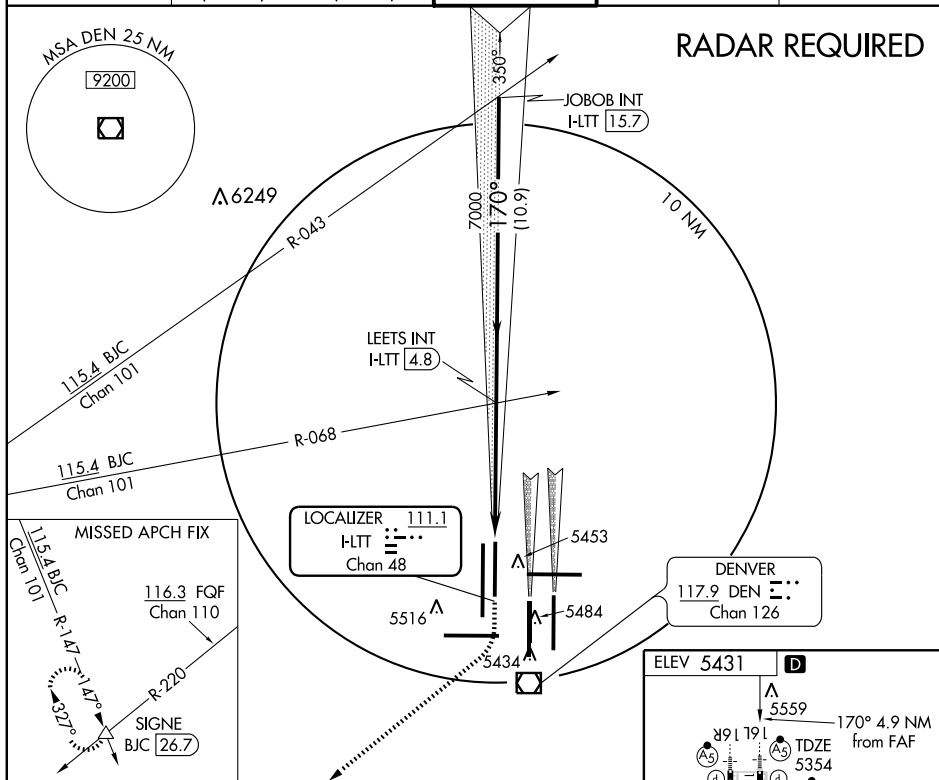 MSA DEN 25 NM
9200
RADAR REQUIRED
350°
JOBOB INT
I-LTT 15.7
6249
7000
170°
(10.9)
10 NM
R-043
LEETS INT
I-LTT 4.8
115.4 BJC
Chan 101
R-068
115.4 BJC
Chan 101
LOCALIZER 111.1
I-LTT
Chan 48
5453
5516
5484
5434
DENVER
117.9 DEN
Chan 126
MISSED APCH FIX
115.4 BJC
Chan 101
R-147
147°
116.3 FQF
Chan 110
R-220
327°
SIGNE
BJC 26.7
ELEV 5431 D
5559
170° 4.9 NM
from FAF
16R 16L
A5 A5
TDZE
5354